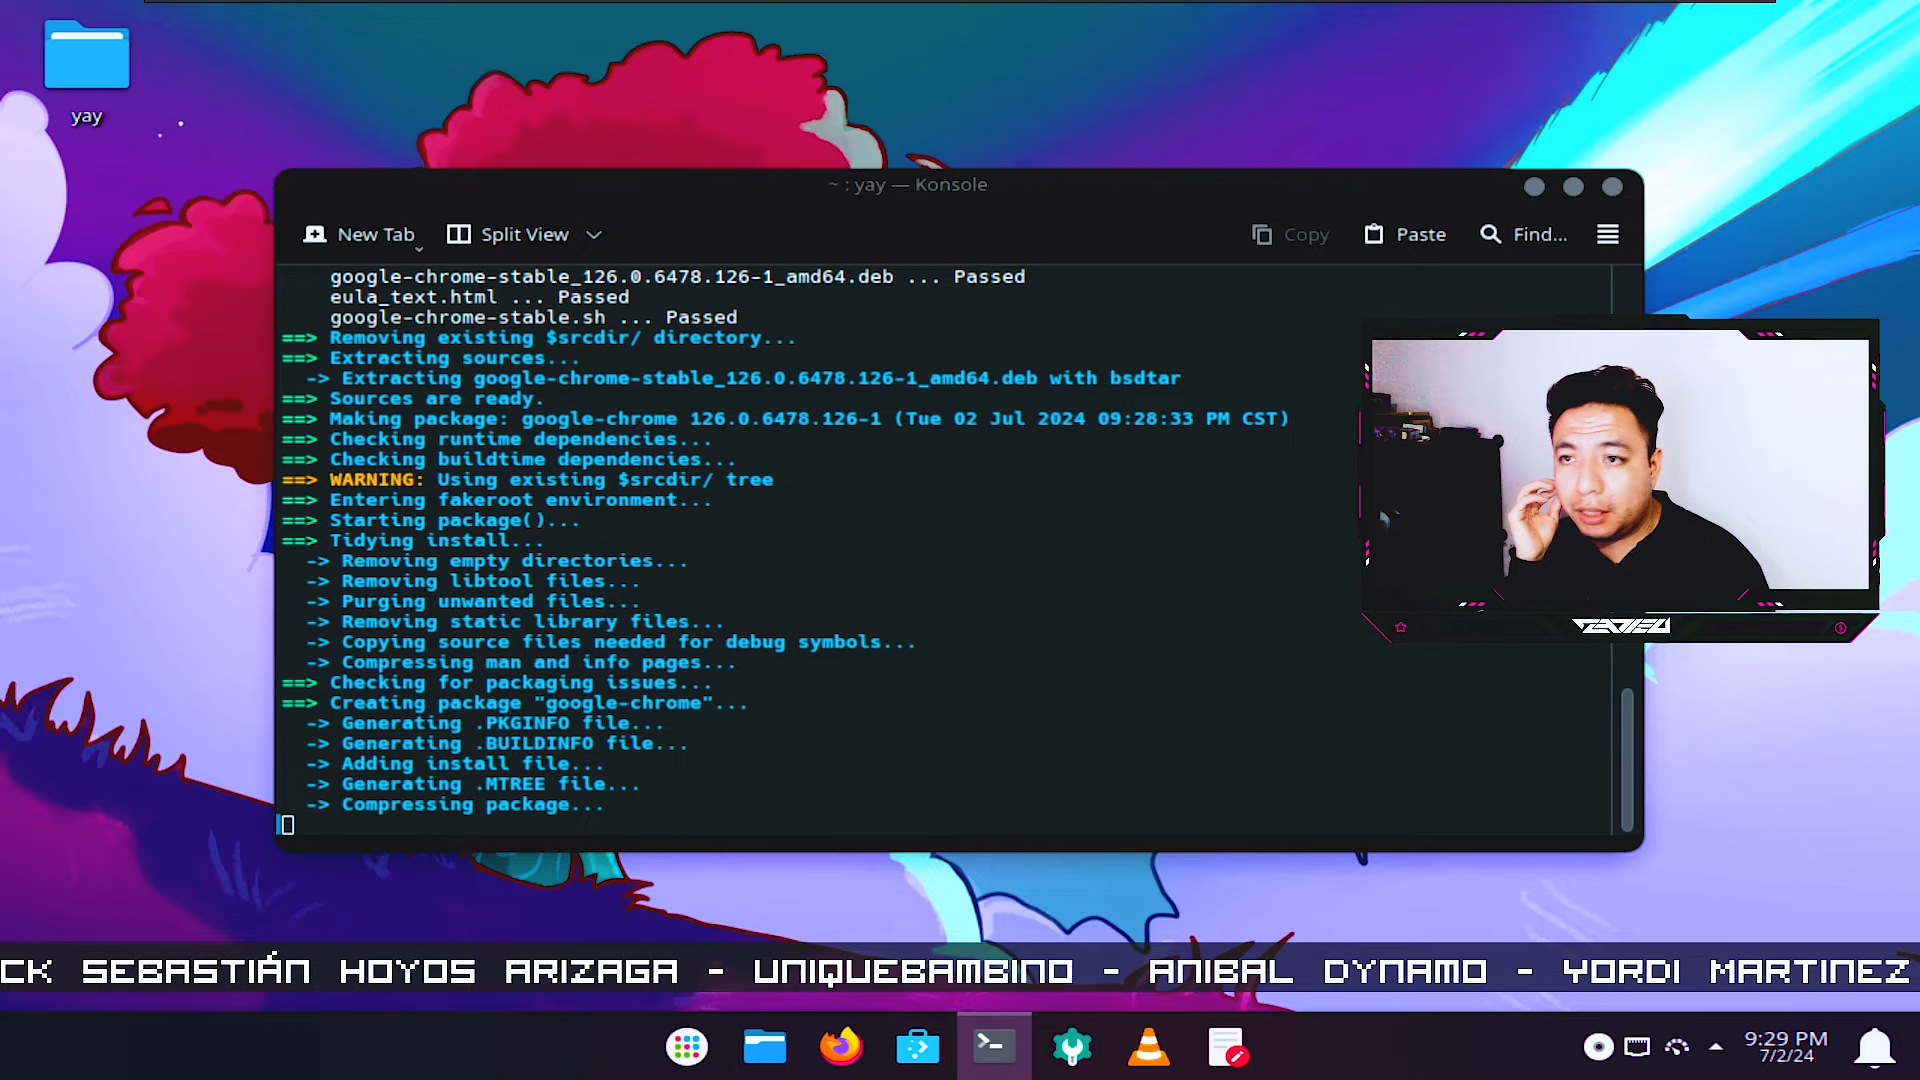 yay
~ : yay — Konsole
New Tab
Split View
Copy
Paste
Find...
google-chrome-stable_126.0.6478.126-1_amd64.deb ... Passed
eula_text.html ... Passed
google-chrome-stable.sh ... Passed
==> Removing existing $srcdir/ directory...
==> Extracting sources...
-> Extracting google-chrome-stable_126.0.6478.126-1_amd64.deb with bsdtar
==> Sources are ready.
==> Making package: google-chrome 126.0.6478.126-1 (Tue 02 Jul 2024 09:28:33 PM CST)
==> Checking runtime dependencies...
==> Checking buildtime dependencies...
==> WARNING: Using existing $srcdir/ tree
==> Entering fakeroot environment...
==> Starting package()...
==> Tidying install...
-> Removing empty directories...
-> Removing libtool files...
-> Purging unwanted files...
-> Removing static library files...
-> Copying source files needed for debug symbols...
-> Compressing man and info pages...
==> Checking for packaging issues...
==> Creating package "google-chrome"...
-> Generating .PKGINFO file...
-> Generating .BUILDINFO file...
-> Adding install file...
-> Generating .MTREE file...
-> Compressing package...
CK SEBASTIÁN HOYOS ARIZAGA - UNIQUEBAMBINO - ANIBAL DYNAMO - YORDI MARTINEZ
9:29 PM
7/2/24